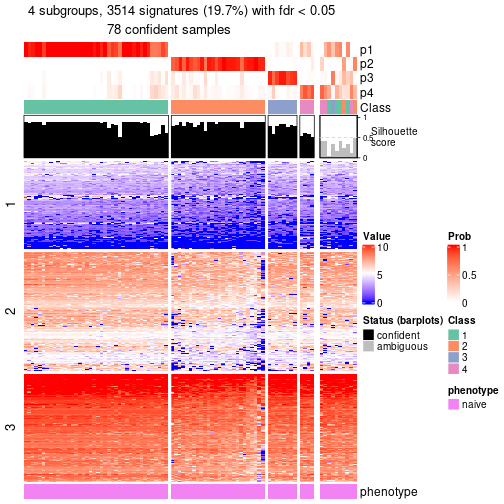 4 subgroups, 3514 signatures (19.7%) with fdr < 0.05
78 confident samples
p1
p2
p3
p4
Class
1
0.5
0
Silhouette
score
1
2
3
phenotype
Value
10
5
0
Prob
1
0.5
0
Status (barplots)
confident
ambiguous
Class
1
2
3
4
phenotype
naive